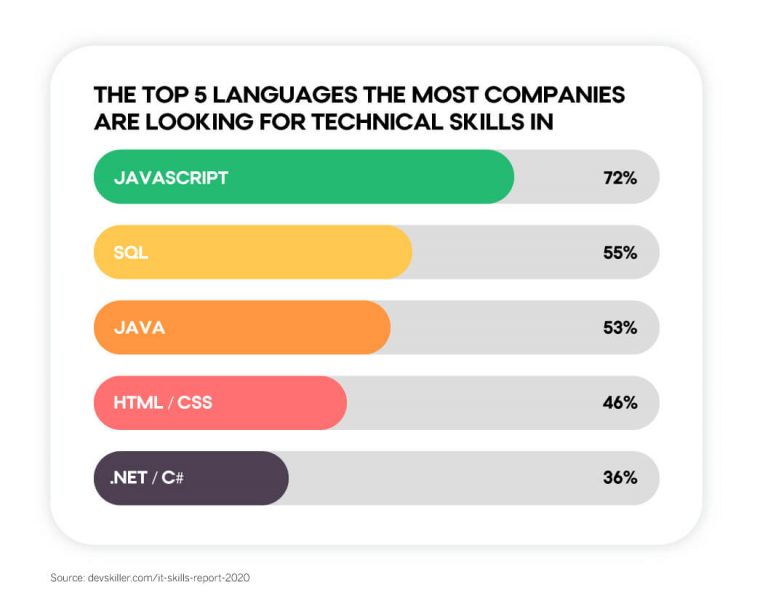 THE TOP 5 LANGUAGES THE MOST COMPANIES
ARE LOOKING FOR TECHNICAL SKILLS IN
JAVASCRIPT 72%
SQL 55%
JAVA 53%
HTML / CSS 46%
.NET / C# 36%
Source: devskiller.com/it-skills-report-2020